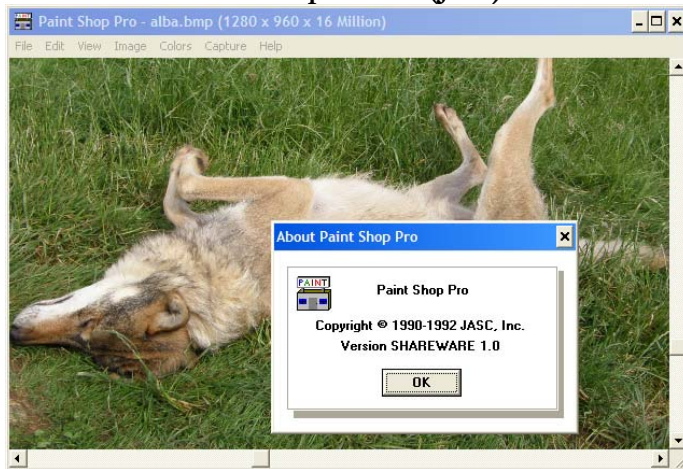 Paint Shop Pro - alba.bmp (1280 x 960 x 16 Million)
File Edit View Image Colors Capture Help
About Paint Shop Pro
PAINT
Paint Shop Pro
Copyright © 1990-1992 JASC, Inc.
Version SHAREWARE 1.0
OK